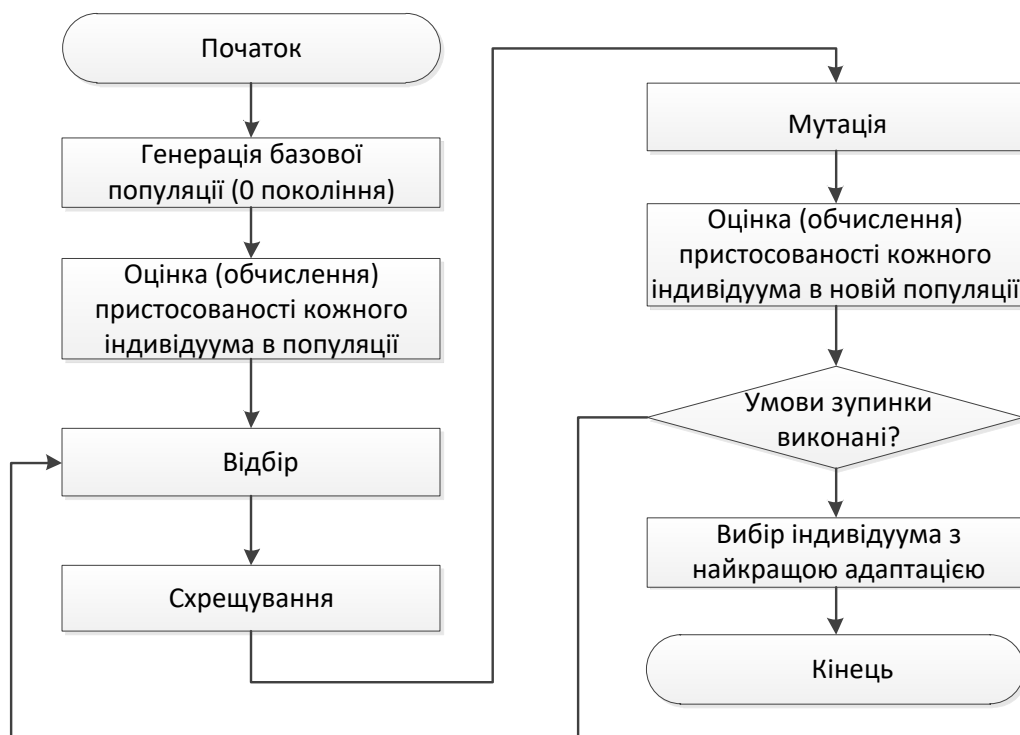 Початок
Генерація базової
популяції (0 покоління)
Оцінка (обчислення)
пристосованості кожного
індивідуума в популяції
Відбір
Схрещування
Мутація
Оцінка (обчислення)
пристосованості кожного
індивідуума в новій популяції
Умови зупинки
виконані?
Вибір індивідуума з
найкращою адаптацією
Кінець